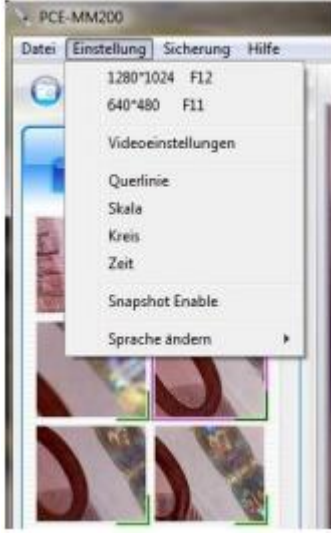 PCE-MM200
Datei Einstellung Sicherung Hilfe
1280*1024 F12
640*480 F11
Videoeinstellungen
Querlinie
Skala
Kreis
Zeit
Snapshot Enable
Sprache ändern